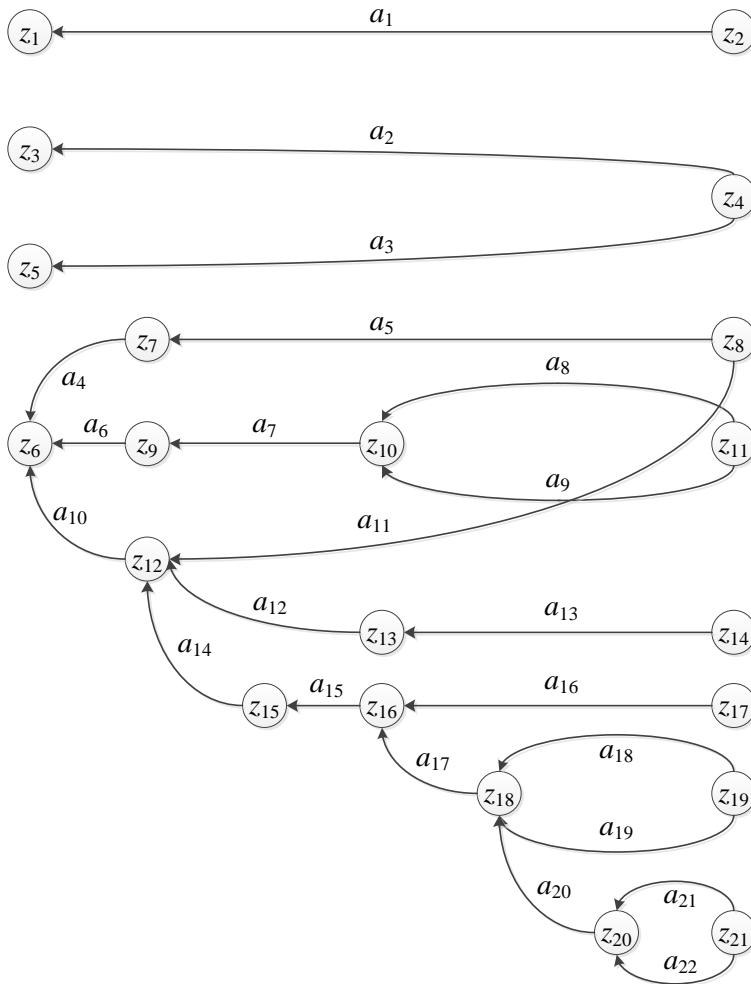 a₁
z₁ z₂
a₂
z₃
z₄
a₃
z₅
a₅
z₇ z₈
a₄ a₈
a₆ a₇
z₆ z₉ z₁₀ z₁₁
a₉
a₁₀ a₁₁
z₁₂
a₁₂ a₁₃
z₁₃ z₁₄
a₁₄
a₁₅ a₁₆
z₁₅ z₁₆ z₁₇
a₁₇ a₁₈
z₁₈ z₁₉
a₁₉
a₂₀ a₂₁
z₂₀ z₂₁
a₂₂